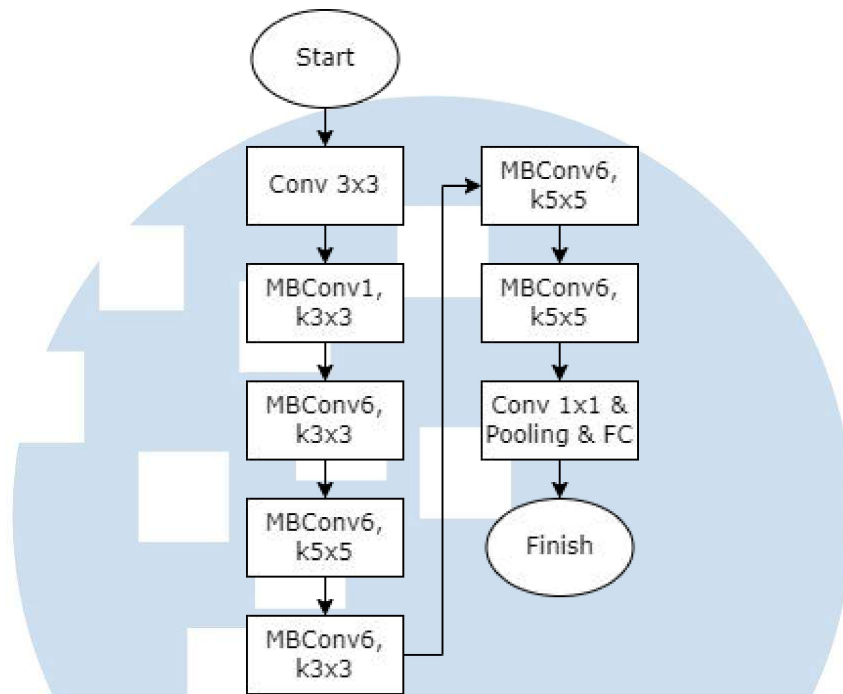 Start
Conv 3x3
MBConv1,
k3x3
MBConv6,
k3x3
MBConv6,
k5x5
MBConv6,
k3x3
MBConv6,
k5x5
MBConv6,
k5x5
Conv 1x1 &
Pooling & FC
Finish